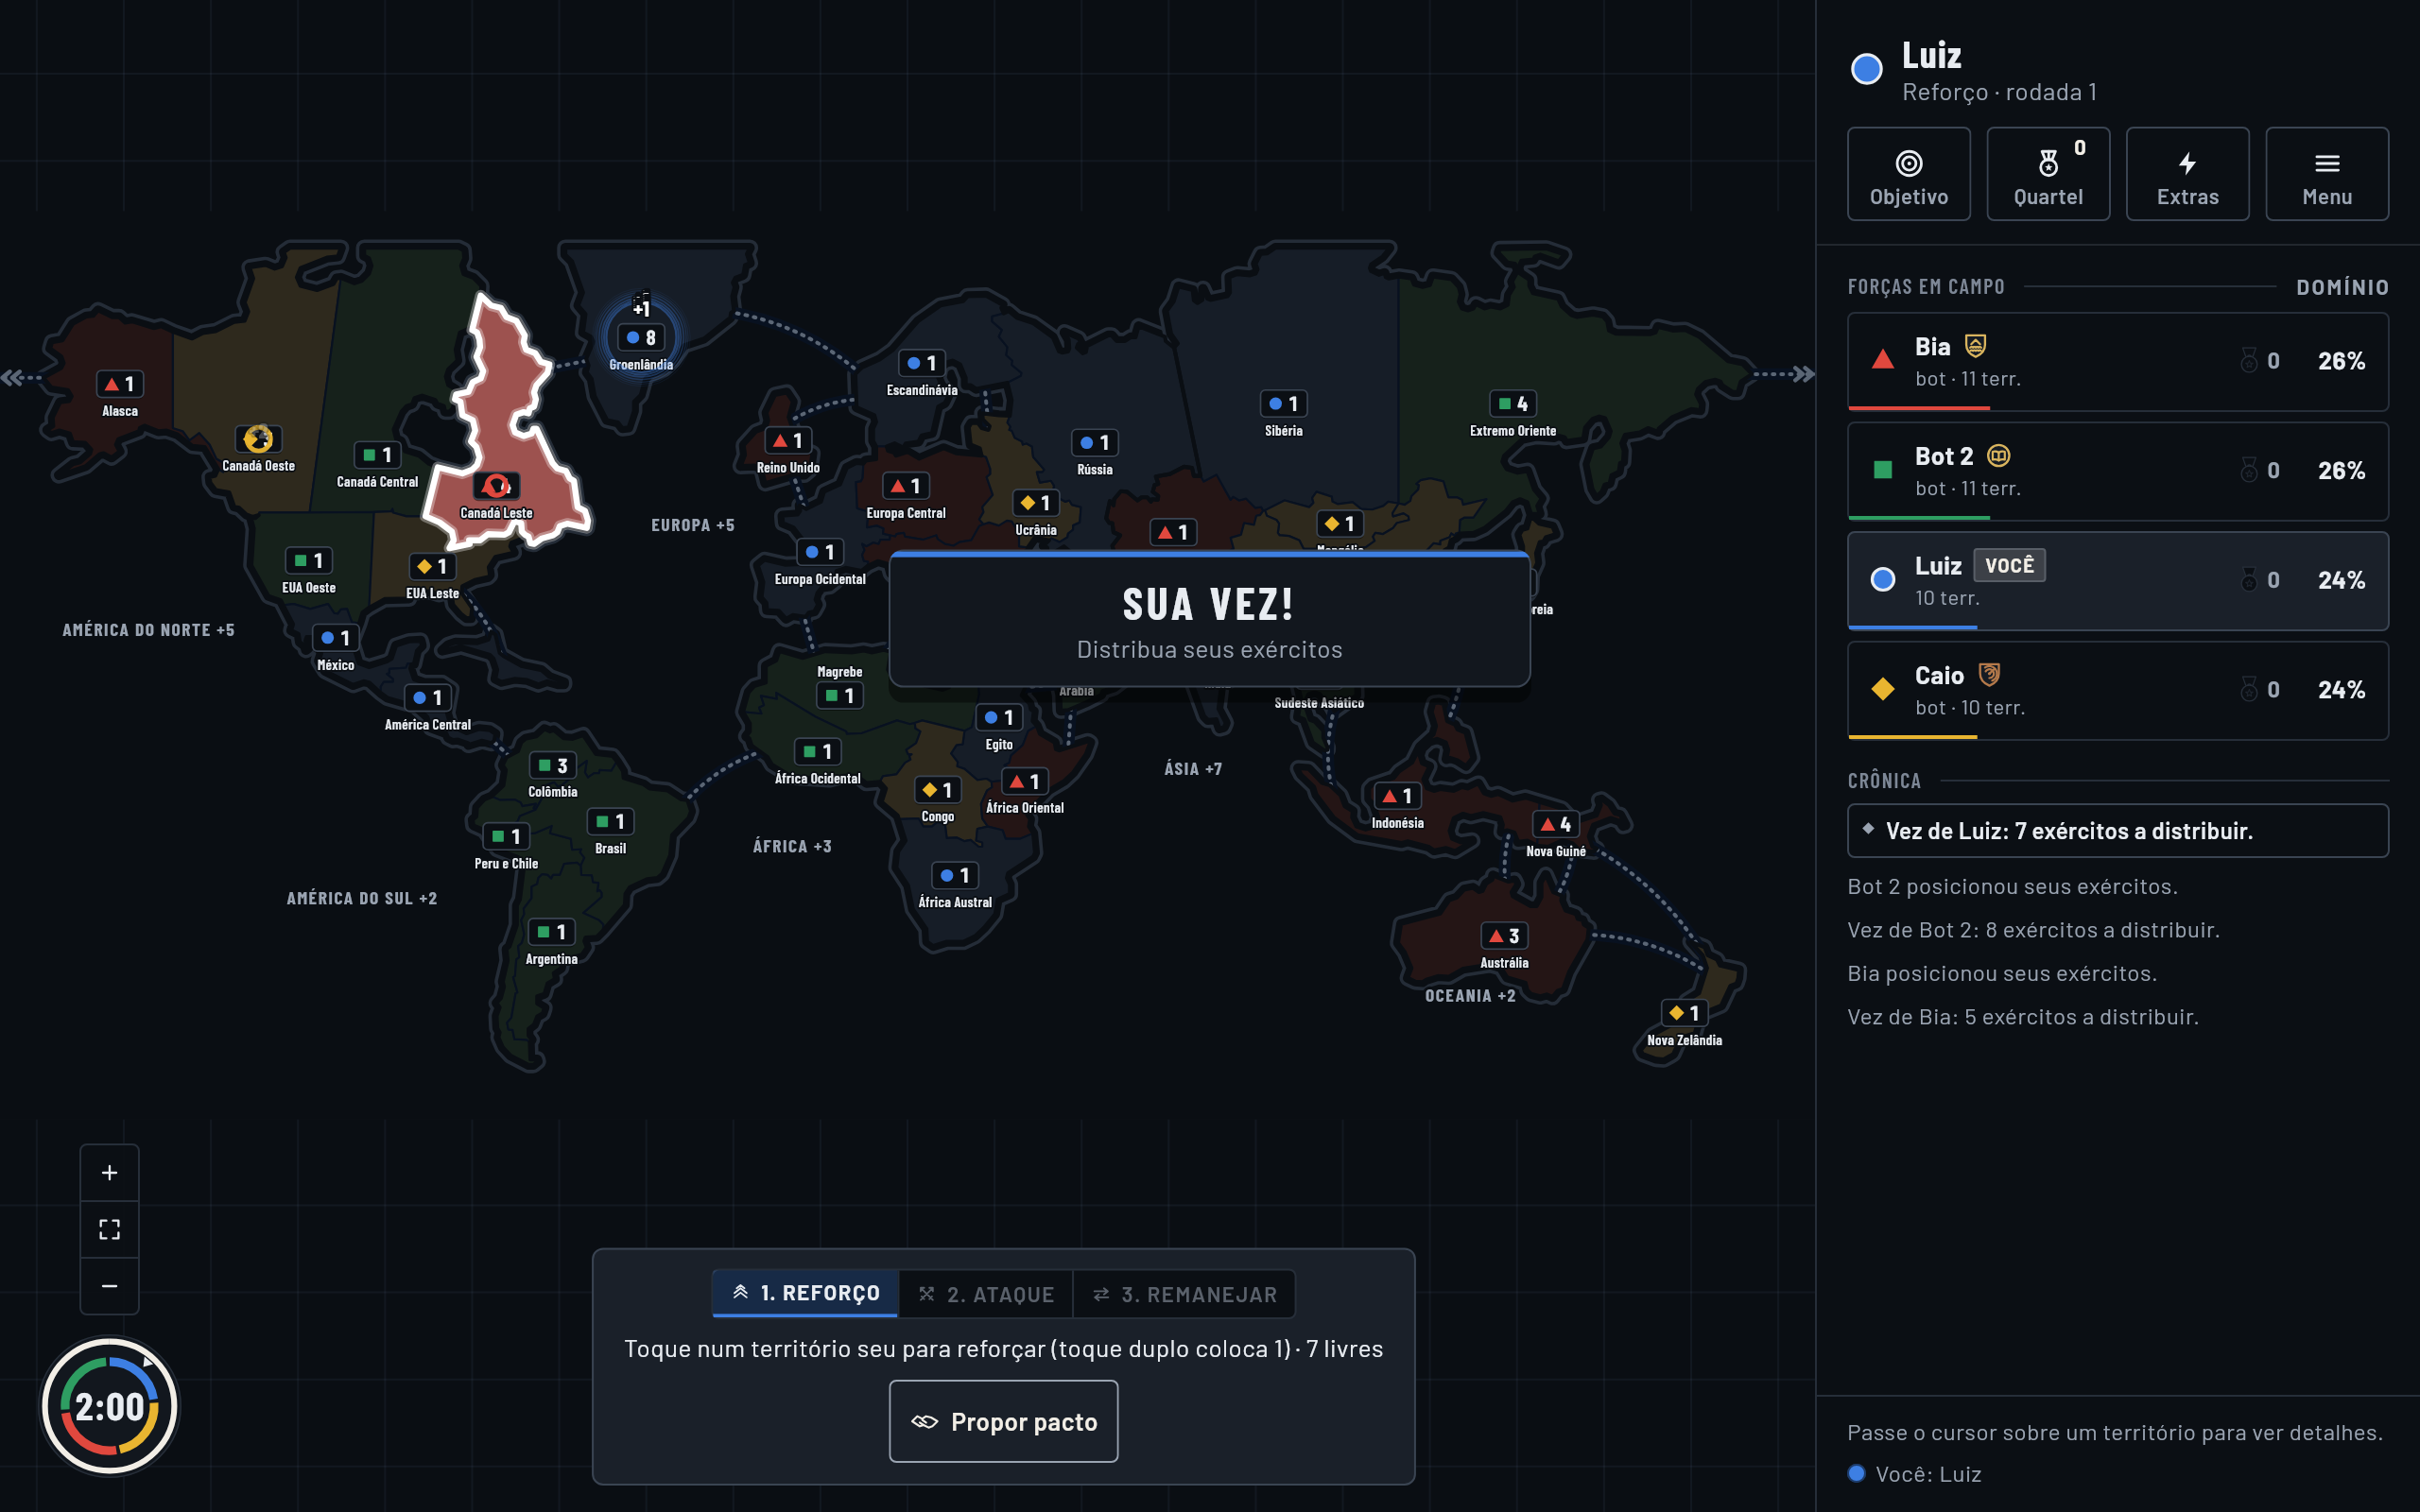 Luiz
Reforço · rodada 1
0
Objetivo
Quartel
Extras
Menu
FORÇAS EM CAMPO
DOMÍNIO
Bia
bot · 11 terr.
0
26%
Bot 2
bot · 11 terr.
0
26%
Luiz VOCÊ
10 terr.
0
24%
Caio
bot · 10 terr.
0
24%
CRÔNICA
Vez de Luiz: 7 exércitos a distribuir.
Bot 2 posicionou seus exércitos.
Vez de Bot 2: 8 exércitos a distribuir.
Bia posicionou seus exércitos.
Vez de Bia: 5 exércitos a distribuir.
Passe o cursor sobre um território para ver detalhes.
Você: Luiz
+1
8
Groenlândia
1
Alasca
Canadá Oeste
1
Canadá Central
Canadá Leste
1
EUA Oeste
1
EUA Leste
AMÉRICA DO NORTE +5
1
México
1
América Central
3
Colômbia
1
Brasil
1
Peru e Chile
AMÉRICA DO SUL +2
1
Argentina
1
Escandinávia
1
Reino Unido
1
Europa Central
EUROPA +5
1
Ucrânia
1
Rússia
1
Europa Ocidental
1
Sibéria
4
Extremo Oriente
1
1
SUA VEZ!
Distribua seus exércitos
Magrebe
1
1
África Ocidental
1
Egito
1
Congo
1
África Oriental
ÁFRICA +3
1
África Austral
Arábia
Sudeste Asiático
ÁSIA +7
1
Indonésia
4
Nova Guiné
3
Austrália
OCEANIA +2
1
Nova Zelândia
+
−
2:00
1. REFORÇO
2. ATAQUE
3. REMANEJAR
Toque num território seu para reforçar (toque duplo coloca 1) · 7 livres
Propor pacto